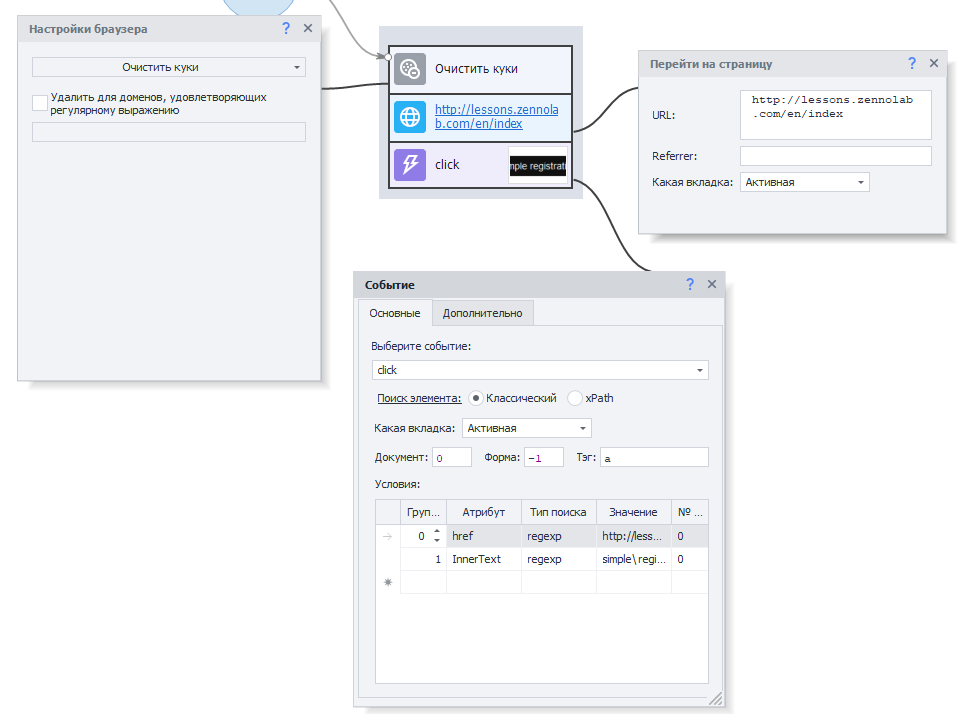 Настройки браузера
?
Очистить куки
Удалить для доменов, удовлетворяющих
регулярному выражению
Очистить куки
http://lessons.zennola
b.com/en/index
click
mple registrati
Перейти на страницу
?
URL:
http://lessons.zennolab
.com/en/index
Referrer:
Какая вкладка: Активная
Событие
?
Основные Дополнительно
Выберите событие:
click
Поиск элемента: Классический xPath
Какая вкладка: Активная
Документ: 0 Форма: -1 Тэг: a
Условия:
Груп... Атрибут Тип поиска Значение № ...
0 href regexp http://less... 0
1 InnerText regexp simple\regi... 0